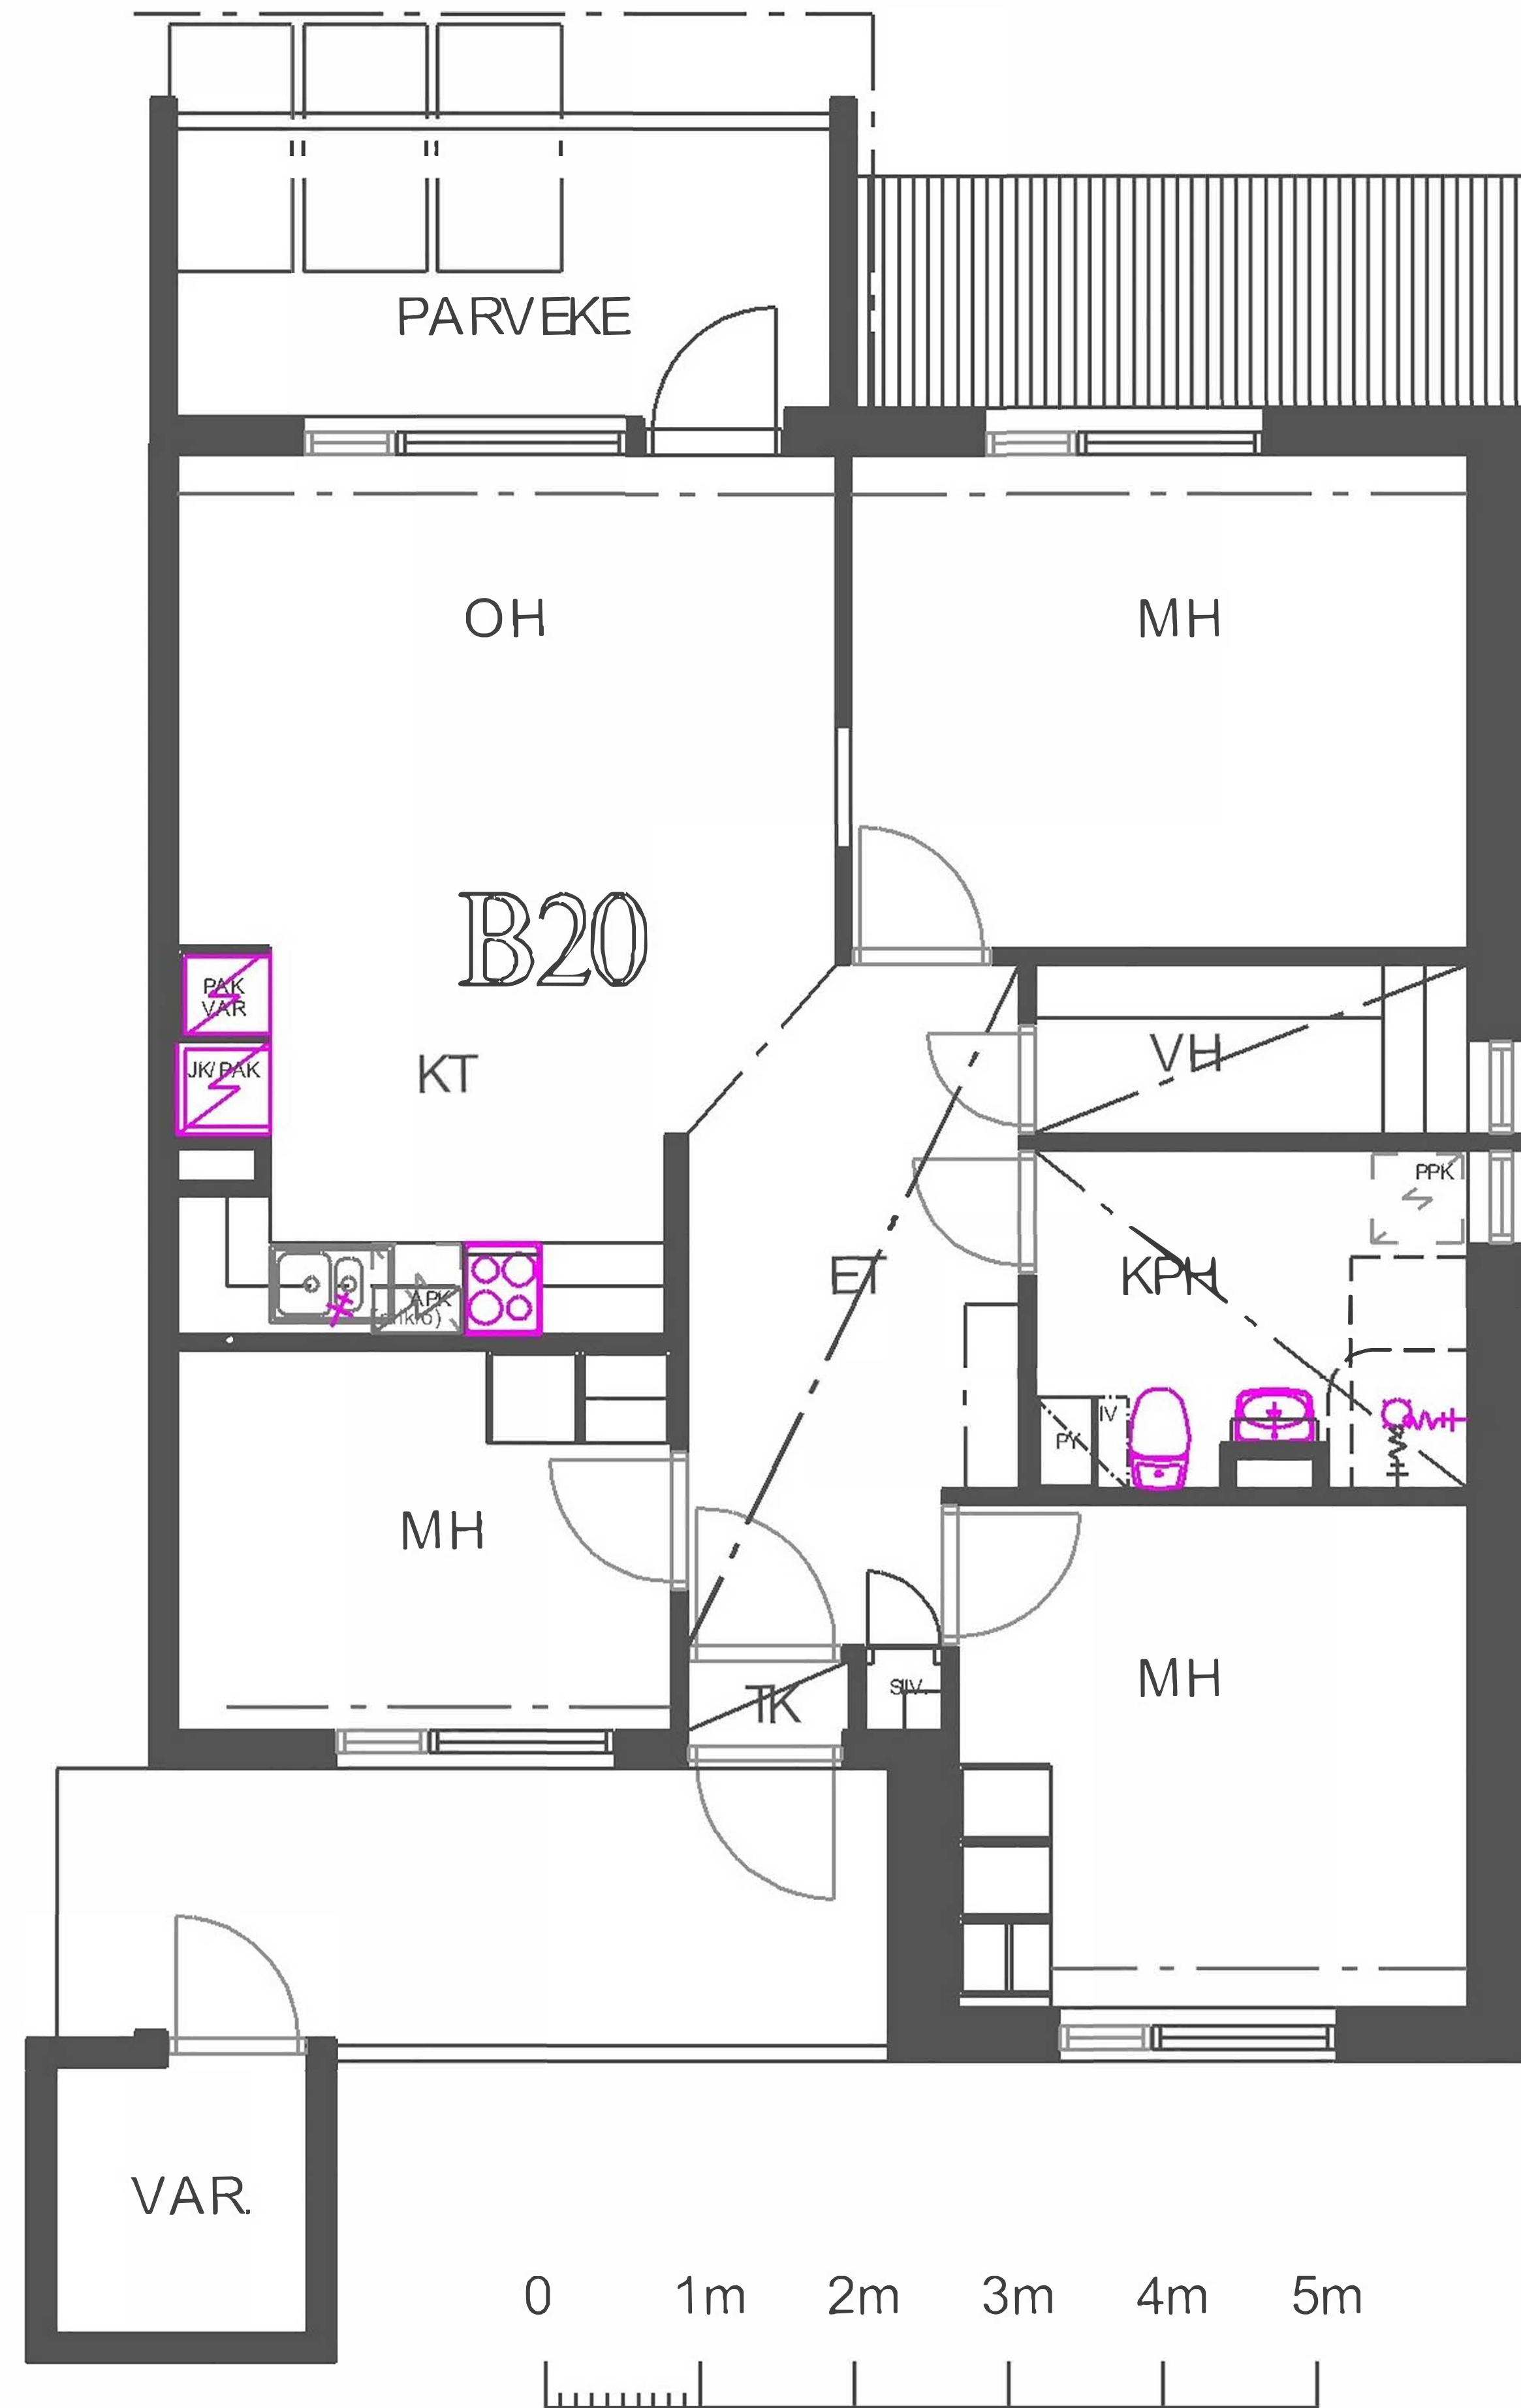 PARVEKE
OH
MH
B20
PAK
VAR
JK/PAK
KT
VH
PPK
ET
KPH
APK
IV
PY
MH
MH
SIV.
TK
VAR.
0 1m 2m 3m 4m 5m